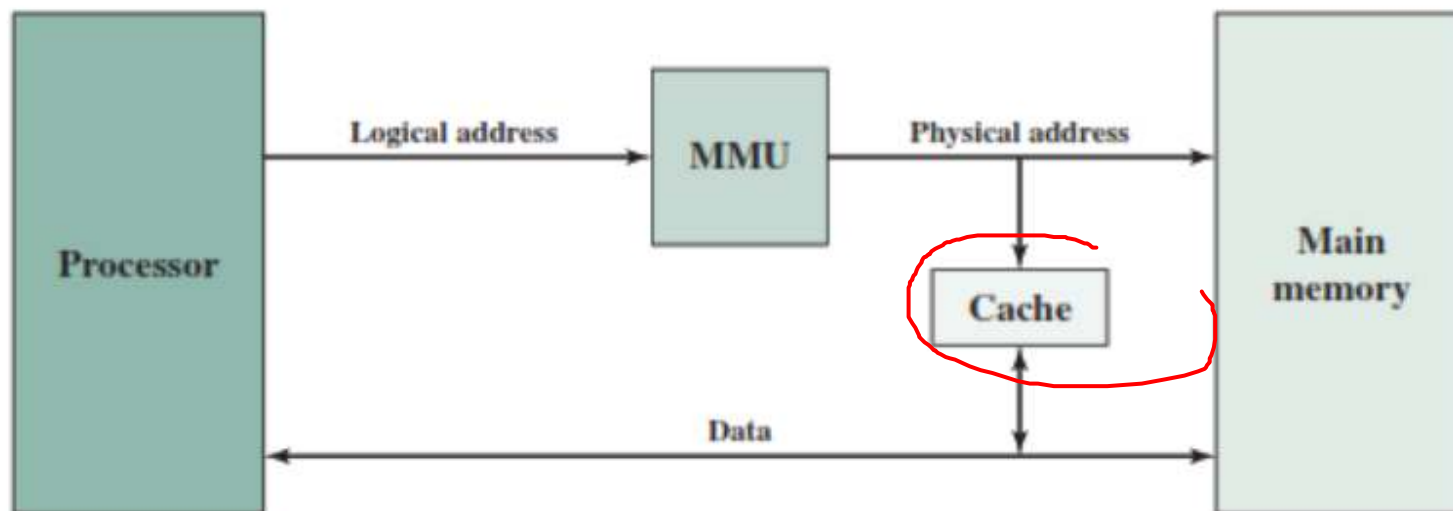 Logical address
MMU
Physical address
Processor
Cache
Main
memory
Data